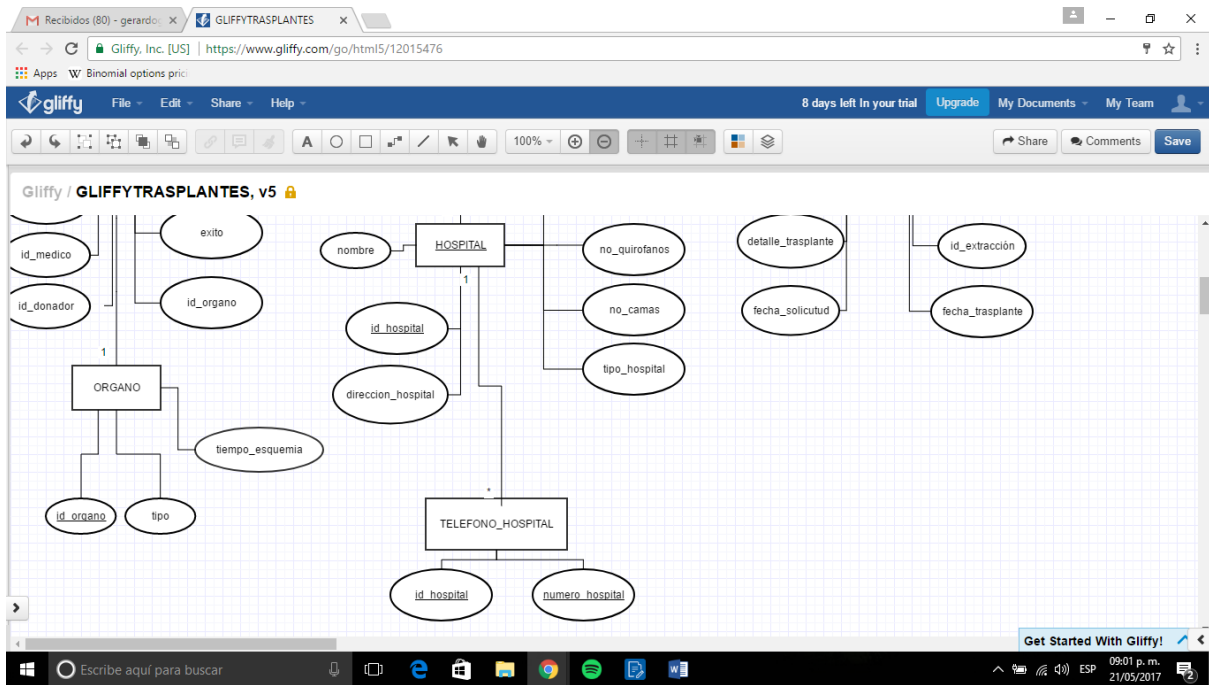 Recibidos (80) - gerardog
GLIFFYTRASPLANTES
Gliffy, Inc. [US] | https://www.gliffy.com/go/html5/12015476
Apps
W Binomial options prici
gliffy
File
Edit
Share
Help
8 days left In your trial
Upgrade
My Documents
My Team
A
100%
Share
Comments
Save
Gliffy / GLIFFYTRASPLANTES, v5
exito
id_medico
nombre
HOSPITAL
no_quirofanos
detalle_trasplante
id_extracciòn
1
id_donador
id_organo
id_hospital
no_camas
fecha_solicutud
fecha_trasplante
1
ORGANO
direccion_hospital
tipo_hospital
tiempo_esquemia
*
id_organo
tipo
TELEFONO_HOSPITAL
id_hospital
numero_hospital
Get Started With Gliffy!
Escribe aquí para buscar
ESP
09:01 p. m.
21/05/2017
2